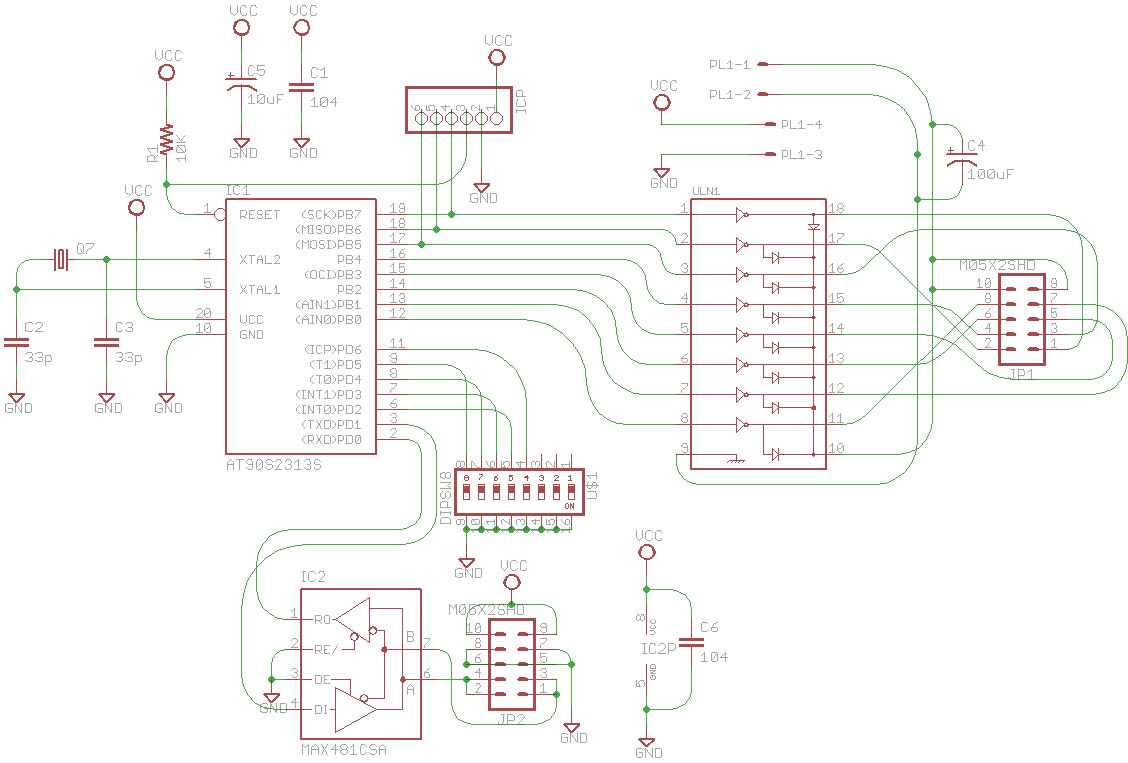 VCC
VCC
C5
10uF
C1
104
GND
GND
VCC
R1
10K
VCC
ICP
6 5 4 3 2 1
GND
PL1-1
PL1-2
VCC
PL1-4
PL1-3
GND
C4
100uF
VCC
IC1
1 RESET
4 XTAL2
5 XTAL1
20 VCC
10 GND
(SCK)PB7 19
(MISO)PB6 18
(MOSI)PB5 17
PB4 16
(OCI)PB3 15
PB2 14
(AIN1)PB1 13
(AIN0)PB0 12
(ICP)PD6 11
(T1)PD5 9
(T0)PD4 8
(INT1)PD3 7
(INT0)PD2 6
(TXD)PD1 3
(RXD)PD0 2
AT90S2313S
Q7
C2
33p
C3
33p
GND
GND
GND
ULN1
1
2
3
4
5
6
7
8
9
18
17
16
15
14
13
12
11
10
M05X2SHD
10 9
8 7
6 5
4 3
2 1
JP1
DIPSW8
8 7 6 5 4 3 2 1
8 7 6 5 4 3 2 1
ON
9 10 11 12 13 14 15 16
U$1
GND
IC2
1 RO
2 RE/
3 DE
4 DI
B 7
A 6
GND
MAX481CSA
VCC
M05X2SHD
10 9
8 7
6 5
4 3
2 1
JP2
GND
VCC
8 VCC
IC2P
5 GND
C6
104
GND